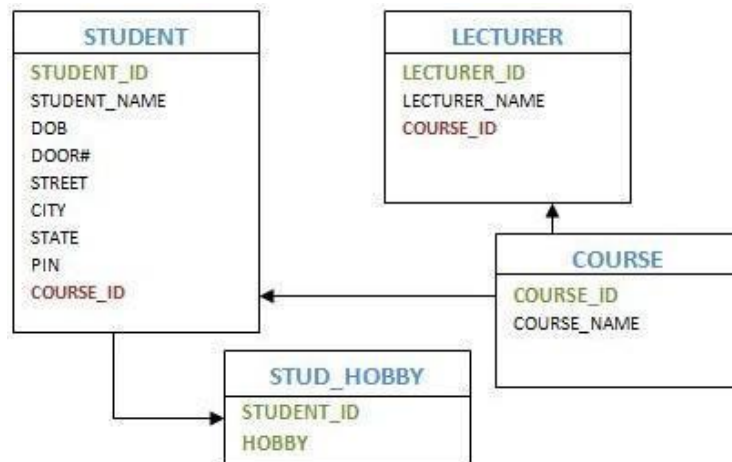 STUDENT
STUDENT_ID
STUDENT_NAME
DOB
DOOR#
STREET
CITY
STATE
PIN
COURSE_ID
LECTURER
LECTURER_ID
LECTURER_NAME
COURSE_ID
COURSE
COURSE_ID
COURSE_NAME
STUD_HOBBY
STUDENT_ID
HOBBY